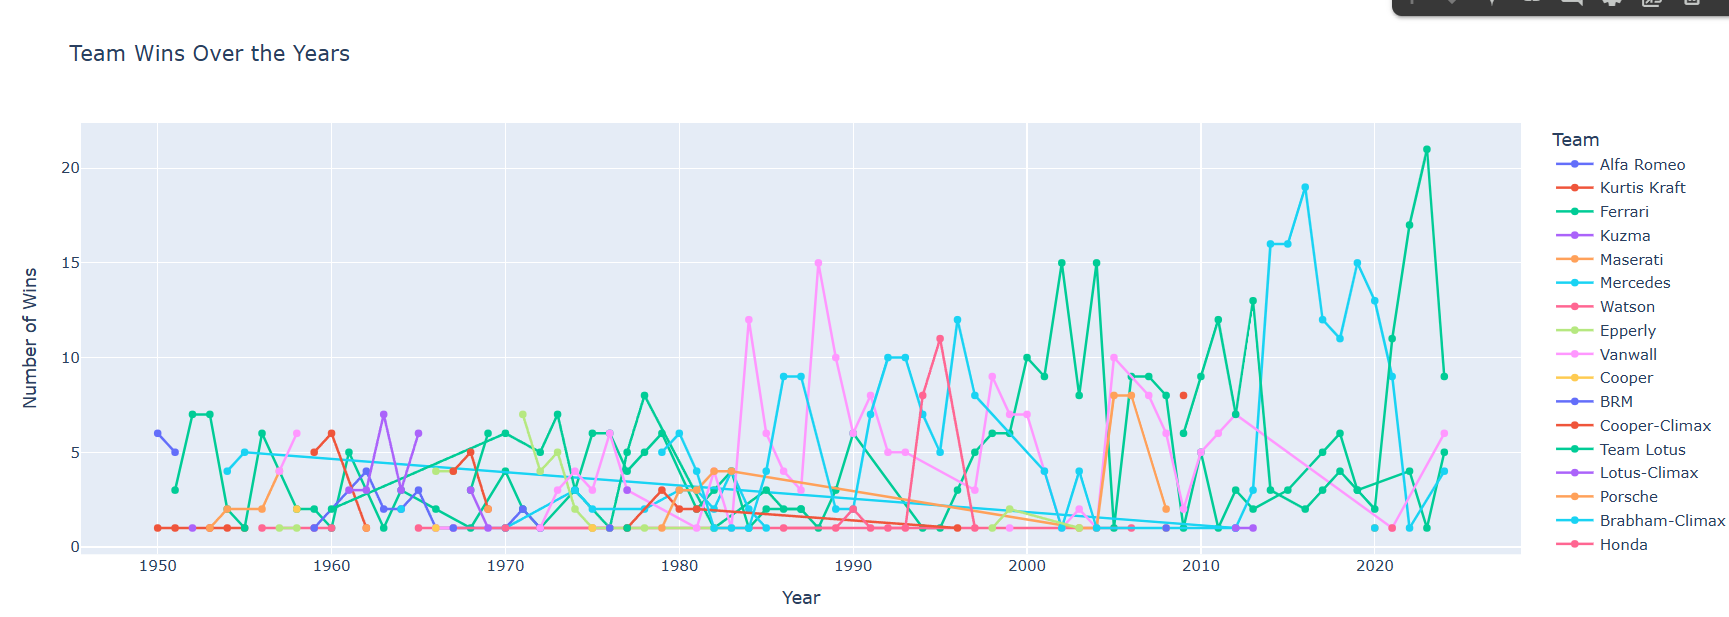 Team Wins Over the Years
Number of Wins
20
15
10
5
0
1950 1960 1970 1980 1990 2000 2010 2020
Year
Team
Alfa Romeo
Kurtis Kraft
Ferrari
Kuzma
Maserati
Mercedes
Watson
Epperly
Vanwall
Cooper
BRM
Cooper-Climax
Team Lotus
Lotus-Climax
Porsche
Brabham-Climax
Honda